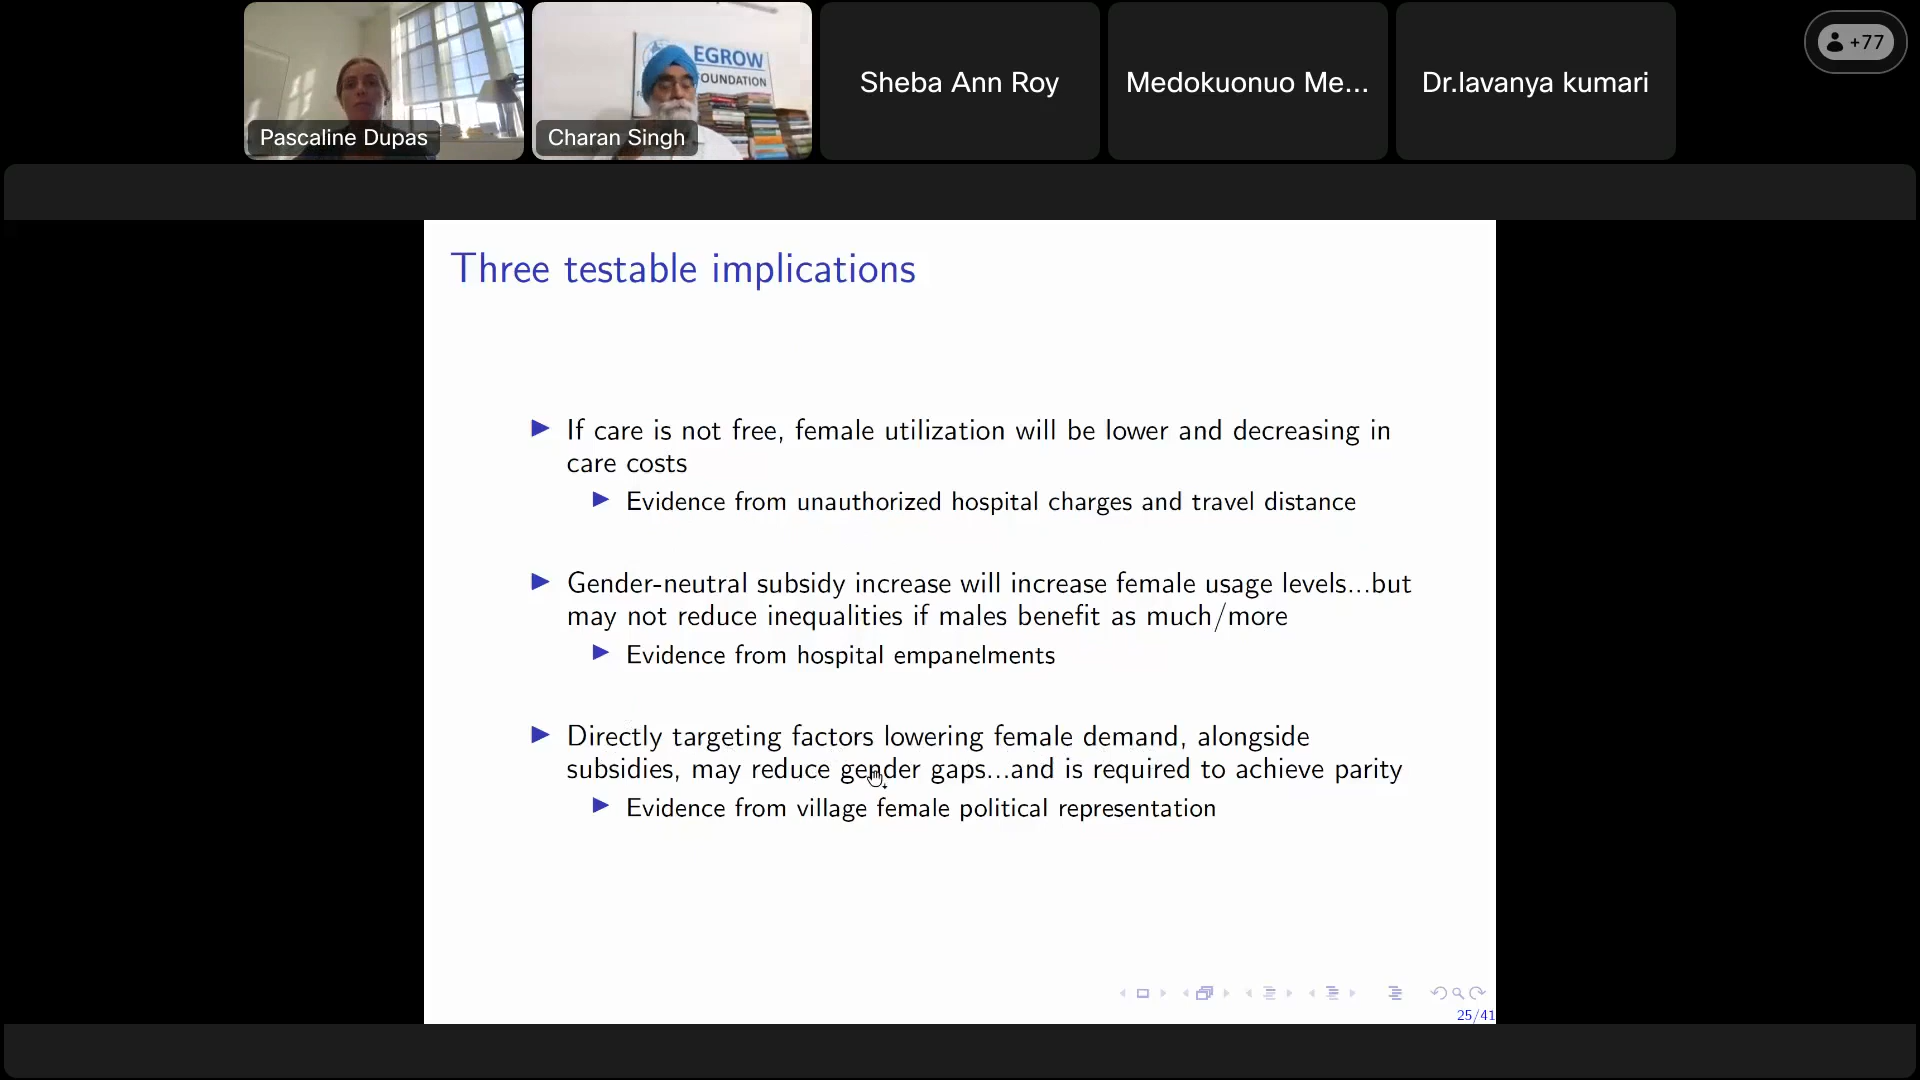 EGROW
FOUNDATION
Pascaline Dupas
Charan Singh
Sheba Ann Roy
Medokuonuo Me...
Dr.lavanya kumari
+77
Three testable implications
If care is not free, female utilization will be lower and decreasing in
care costs
Evidence from unauthorized hospital charges and travel distance
Gender-neutral subsidy increase will increase female usage levels...but
may not reduce inequalities if males benefit as much/more
Evidence from hospital empanelments
Directly targeting factors lowering female demand, alongside
subsidies, may reduce gender gaps...and is required to achieve parity
Evidence from village female political representation
25/41